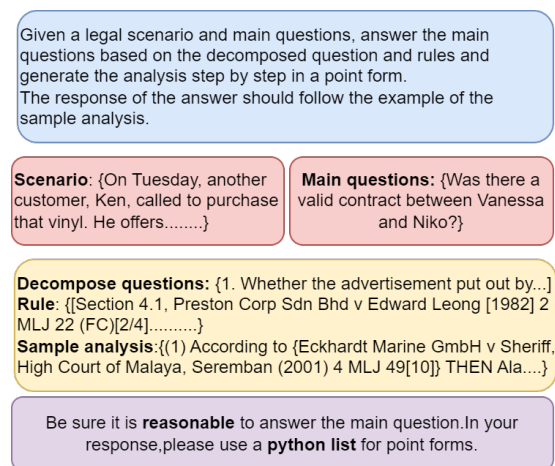 Given a legal scenario and main questions, answer the main
questions based on the decomposed question and rules and
generate the analysis step by step in a point form.
The response of the answer should follow the example of the
sample analysis.
Scenario: {On Tuesday, another
customer, Ken, called to purchase
that vinyl. He offers........}
Main questions: {Was there a
valid contract between Vanessa
and Niko?}
Decompose questions: {1. Whether the advertisement put out by...]
Rule: {[Section 4.1, Preston Corp Sdn Bhd v Edward Leong [1982] 2
MLJ 22 (FC)[2/4]..........}
Sample analysis:{(1) According to {Eckhardt Marine GmbH v Sheriff,
High Court of Malaya, Seremban (2001) 4 MLJ 49[10]} THEN Ala....}
Be sure it is reasonable to answer the main question.In your
response,please use a python list for point forms.